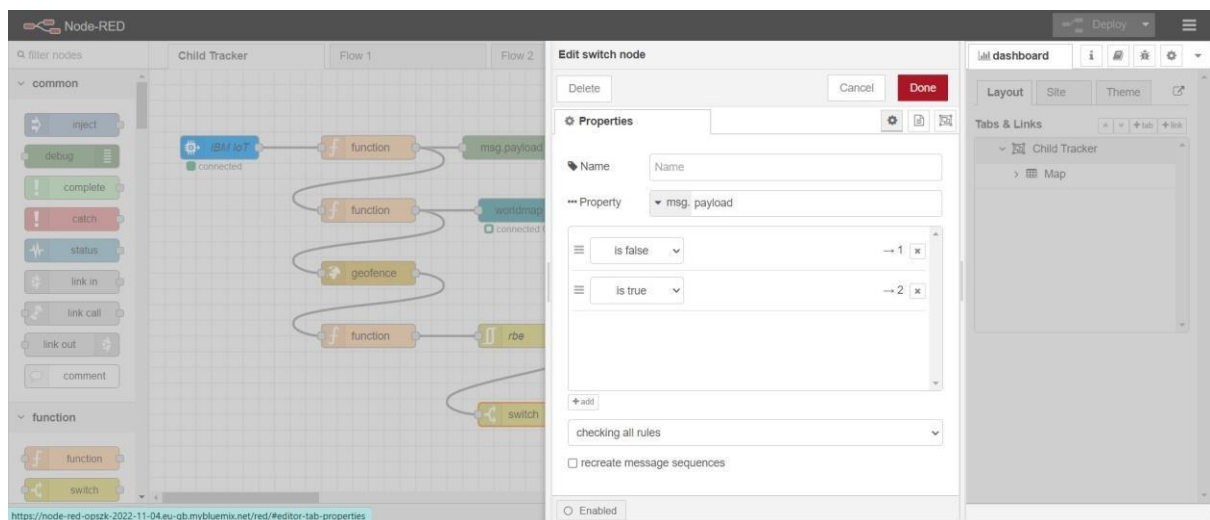 Node-RED
Deploy
filter nodes
common
inject
debug
complete
catch
status
link in
link call
link out
comment
function
function
switch
Child Tracker
Flow 1
Flow 2
IBM IoT
connected
function
msg.payload
function
worldmap
connected
geofence
function
rbe
switch
Edit switch node
Delete
Cancel
Done
Properties
Name
Name
Property
msg. payload
is false
→ 1
is true
→ 2
add
checking all rules
recreate message sequences
Enabled
dashboard
i
Layout
Site
Theme
Tabs & Links
+ tab
+ link
Child Tracker
Map
https://node-red-opszk-2022-11-04.eu-gb.mybluemix.net/red/#editor-tab-properties